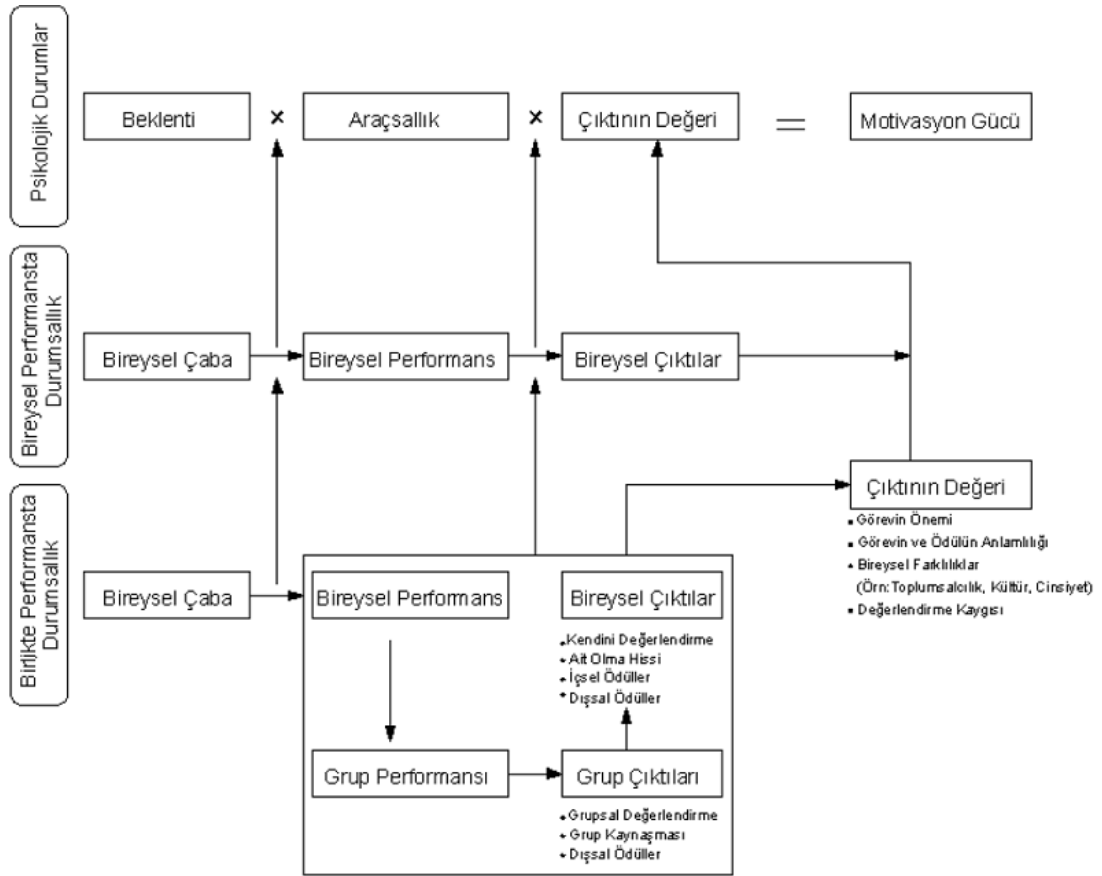 Psikolojik Durumlar
Beklenti
×
Araçsallık
×
Çıktının Değeri
=
Motivasyon Gücü
Bireysel Performansta
Durumsallık
Bireysel Çaba
Bireysel Performans
Bireysel Çıktılar
Çıktının Değeri
▪ Görevin Önemi
▪ Görevin ve Ödülün Anlamlılığı
• Bireysel Farklılıklar
(Örn:Toplumsalcılık, Kültür, Cinsiyet)
▪ Değerlendirme Kaygısı
Birlikte Performansta
Durumsallık
Bireysel Çaba
Bireysel Performans
Bireysel Çıktılar
• Kendini Değerlendirme
• Ait Olma Hissi
• İçsel Ödüller
• Dışsal Ödüller
Grup Performansı
Grup Çıktıları
• Grupsal Değerlendirme
• Grup Kaynaşması
• Dışsal Ödüller